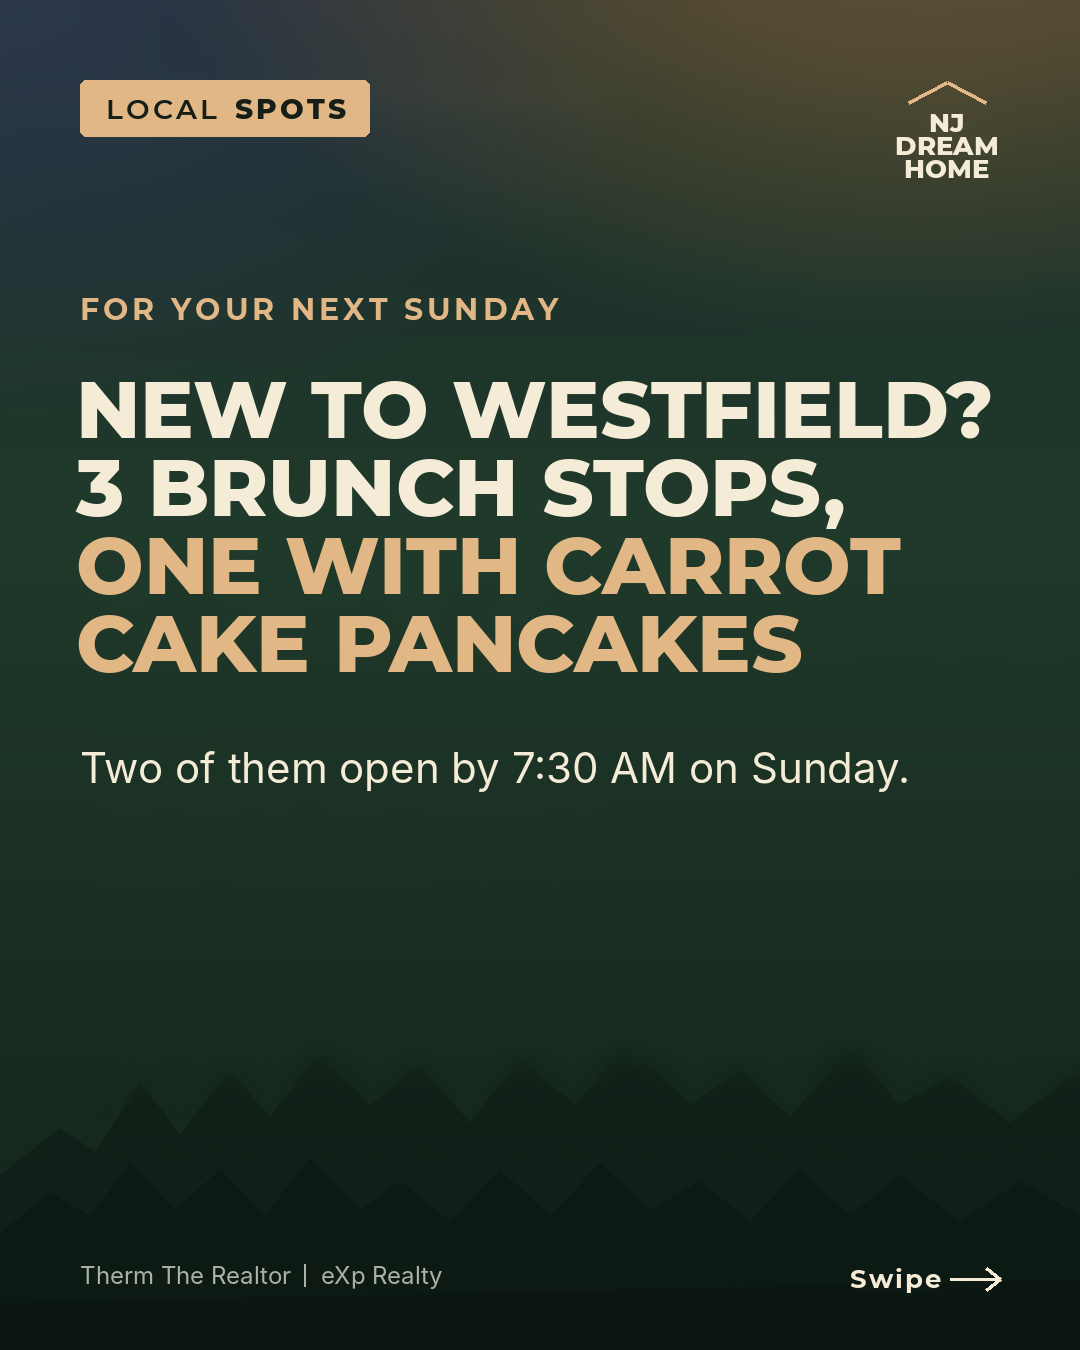 LOCAL SPOTS
NJ
DREAM
HOME
FOR YOUR NEXT SUNDAY
NEW TO WESTFIELD?
3 BRUNCH STOPS,
ONE WITH CARROT
CAKE PANCAKES
Two of them open by 7:30 AM on Sunday.
Therm The Realtor | eXp Realty
Swipe →